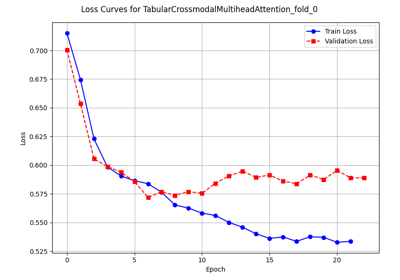 Loss Curves for TabularCrossmodalMultiheadAttention_fold_0
Train Loss
Validation Loss
0.700
0.675
0.650
0.625
0.600
0.575
0.550
0.525
Loss
0 5 10 15 20
Epoch